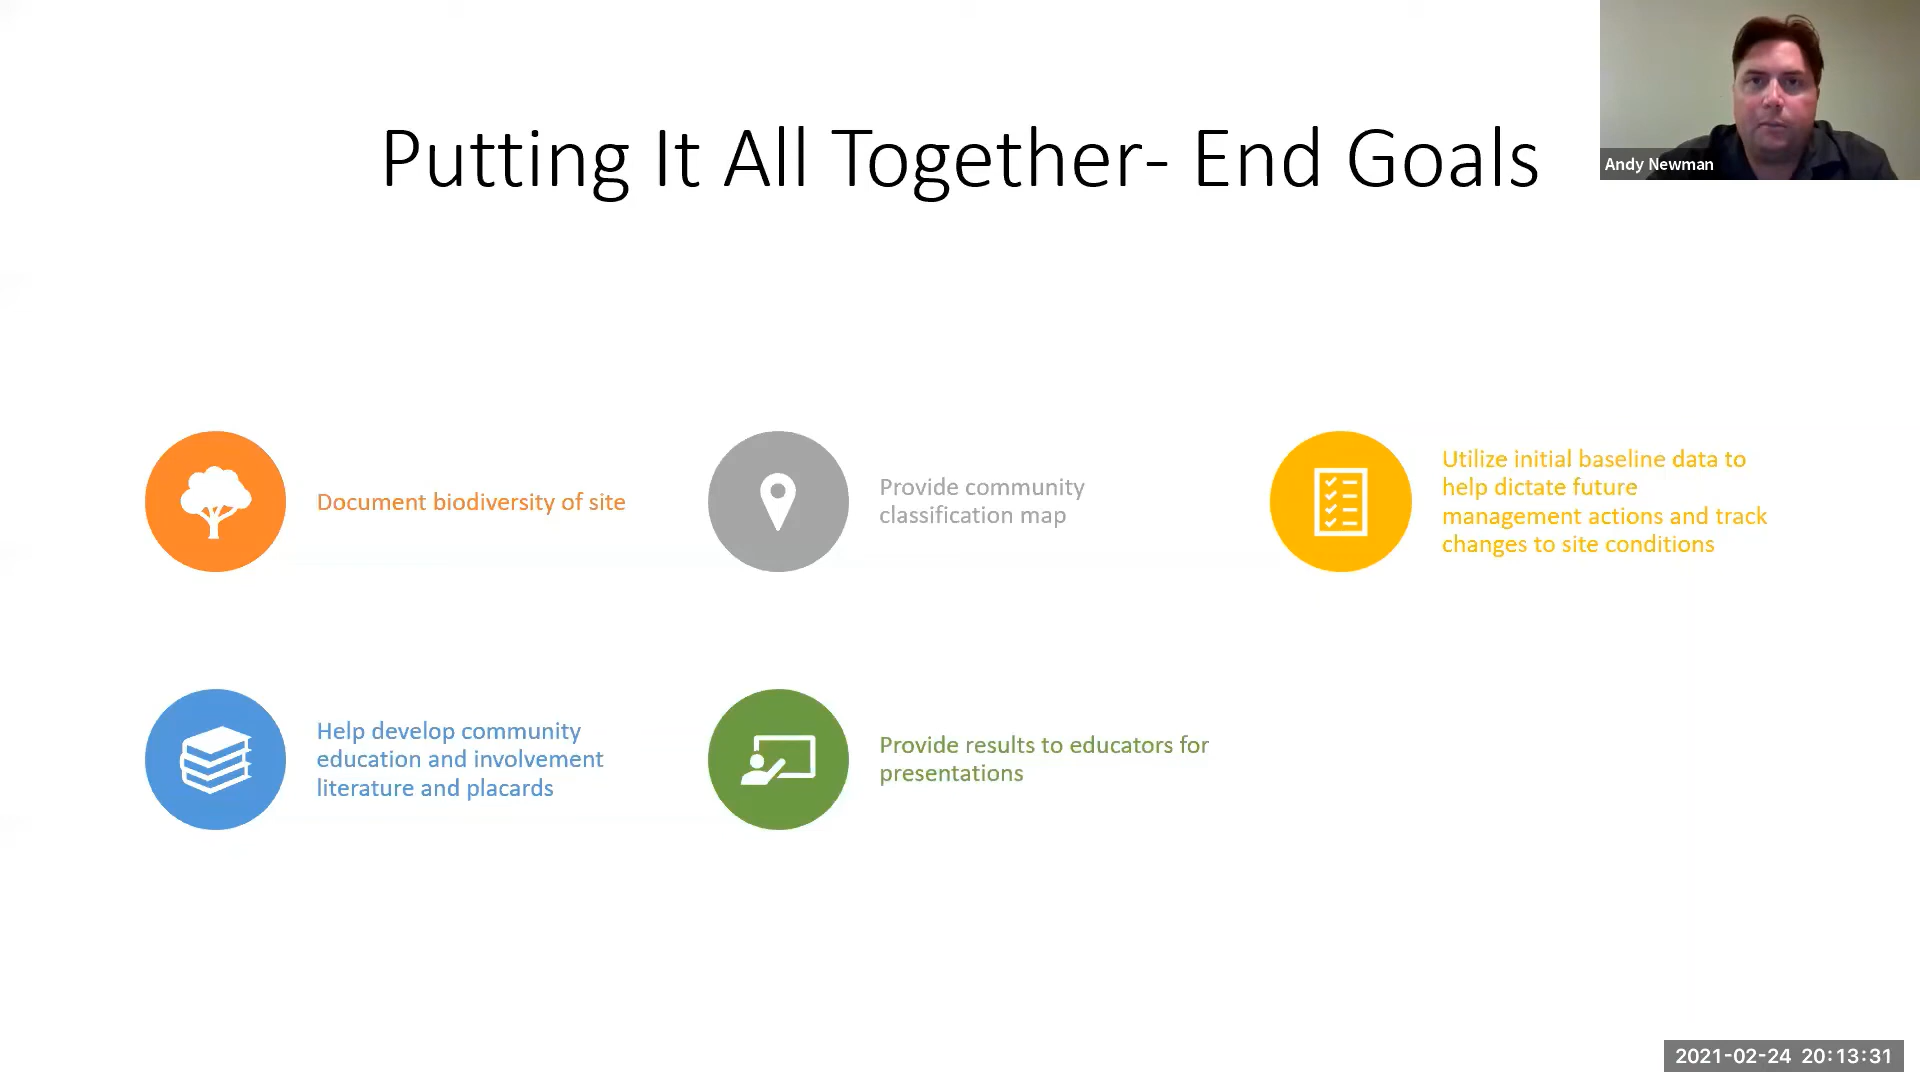 Putting It All Together- End Goals
Andy Newman
Document biodiversity of site
Provide community
classification map
Utilize initial baseline data to
help dictate future
management actions and track
changes to site conditions
Help develop community
education and involvement
literature and placards
Provide results to educators for
presentations
2021-02-24 20:13:31